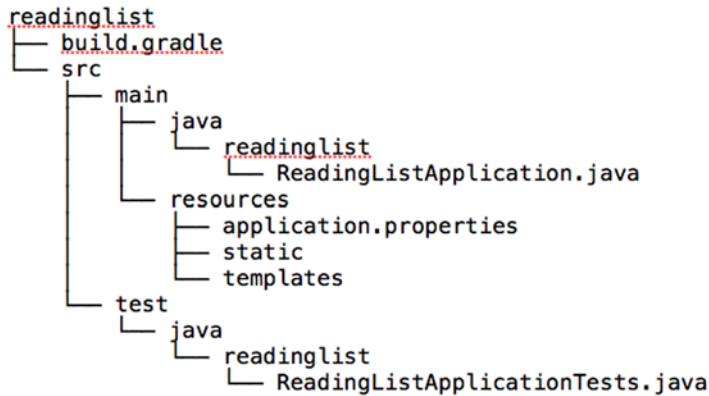 readinglist
├── build.gradle
└── src
    ├── main
    │   ├── java
    │   │   └── readinglist
    │   │       └── ReadingListApplication.java
    │   └── resources
    │       ├── application.properties
    │       ├── static
    │       └── templates
    └── test
        └── java
            └── readinglist
                └── ReadingListApplicationTests.java